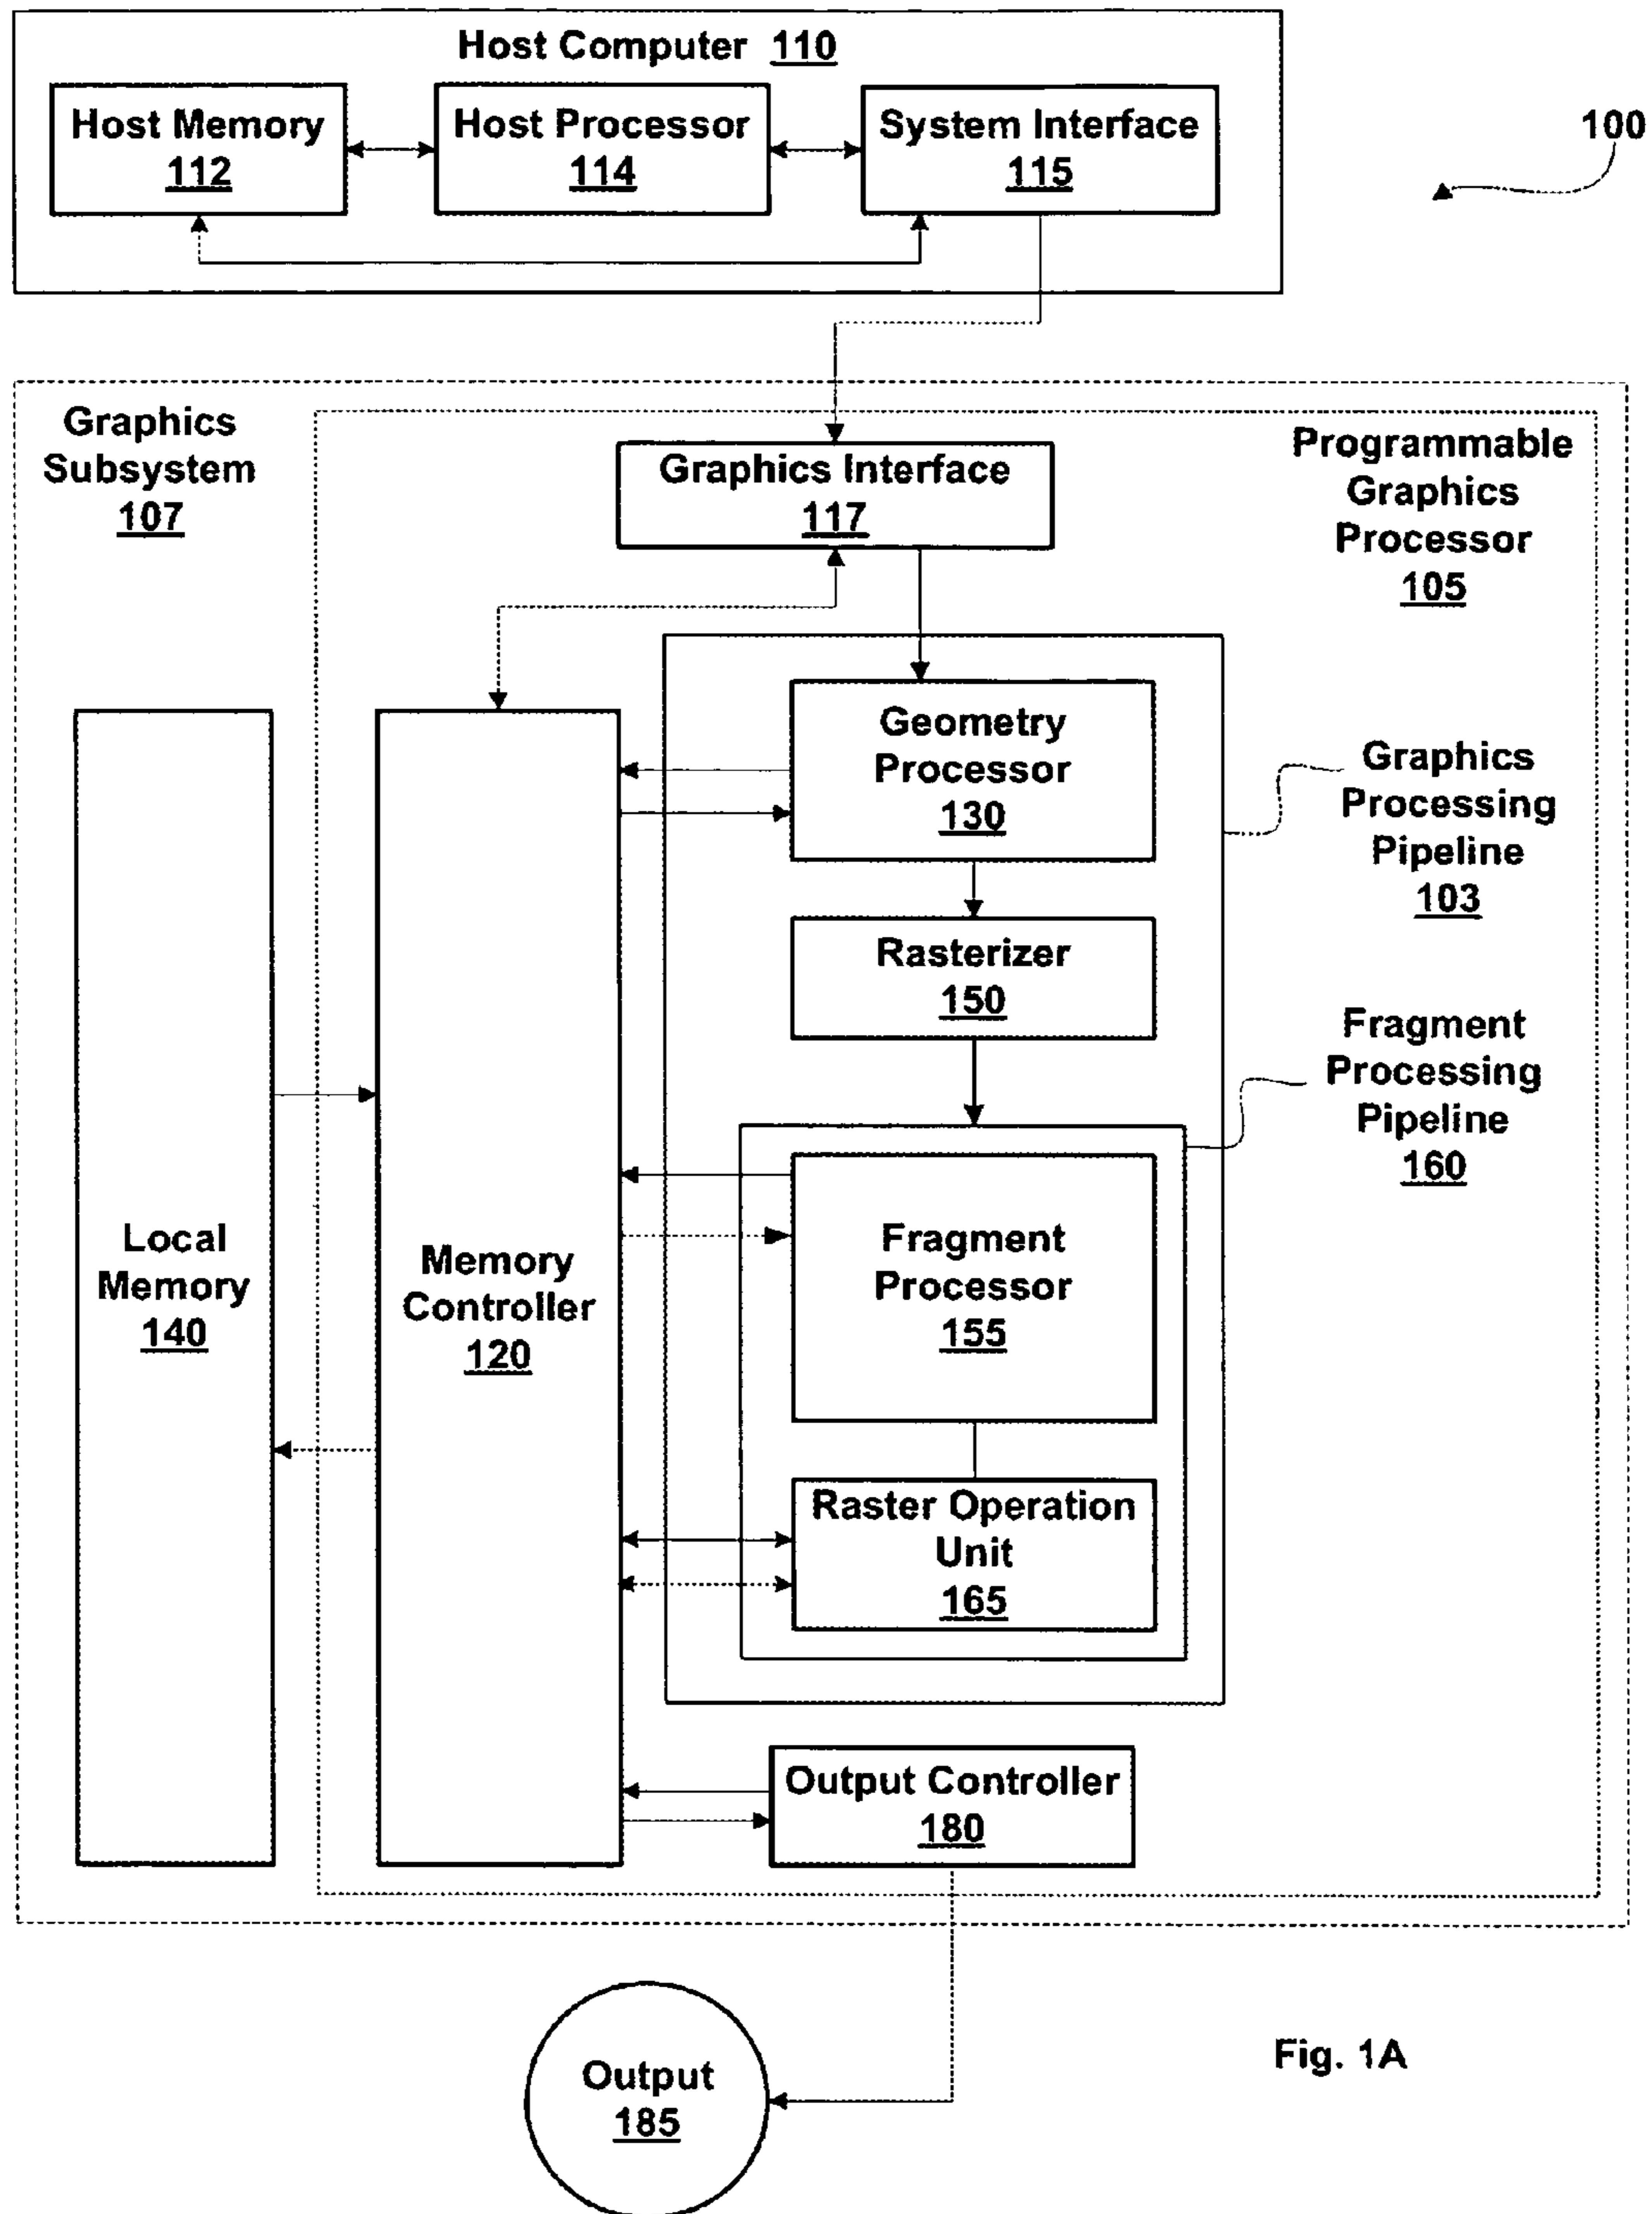 Host Computer 110
Host Memory
112
Host Processor
114
System Interface
115
100
Graphics
Subsystem
107
Graphics Interface
117
Programmable
Graphics
Processor
105
Geometry
Processor
130
Graphics
Processing
Pipeline
103
Rasterizer
150
Fragment
Processing
Pipeline
160
Local
Memory
140
Memory
Controller
120
Fragment
Processor
155
Raster Operation
Unit
165
Output Controller
180
Output
185
Fig. 1A